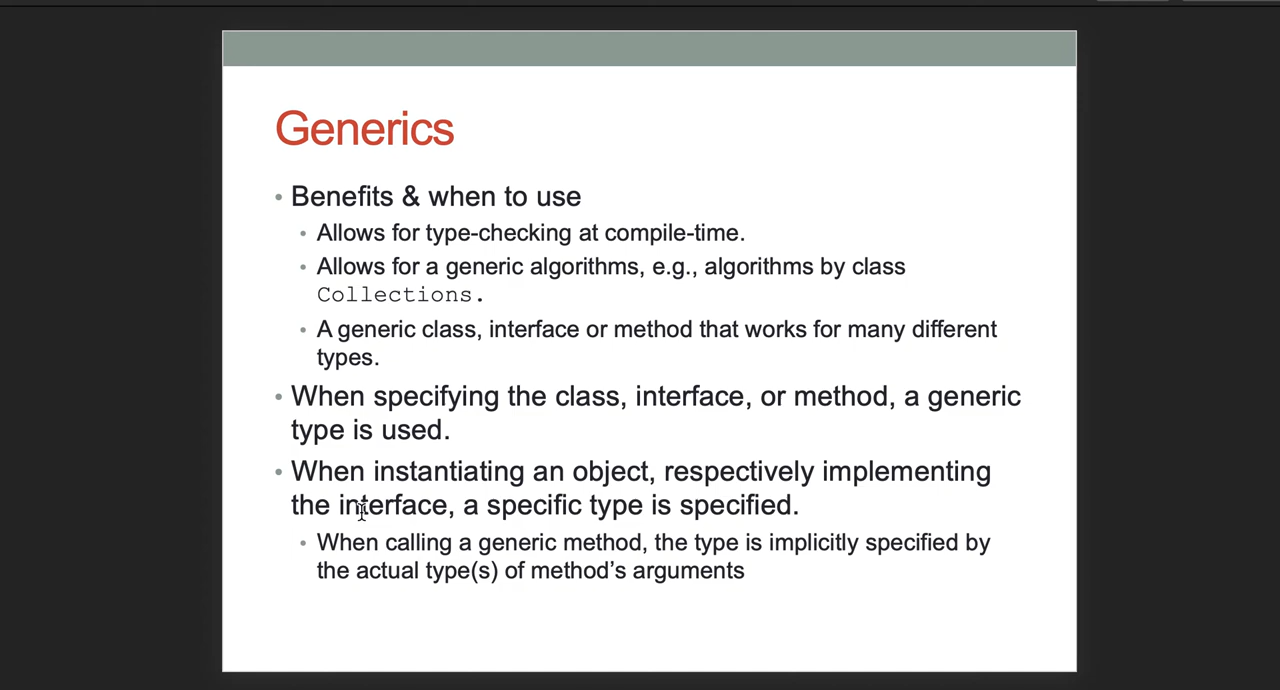 Generics
• Benefits & when to use
• Allows for type-checking at compile-time.
• Allows for a generic algorithms, e.g., algorithms by class
Collections.
• A generic class, interface or method that works for many different
types.
• When specifying the class, interface, or method, a generic
type is used.
• When instantiating an object, respectively implementing
the interface, a specific type is specified.
• When calling a generic method, the type is implicitly specified by
the actual type(s) of method’s arguments